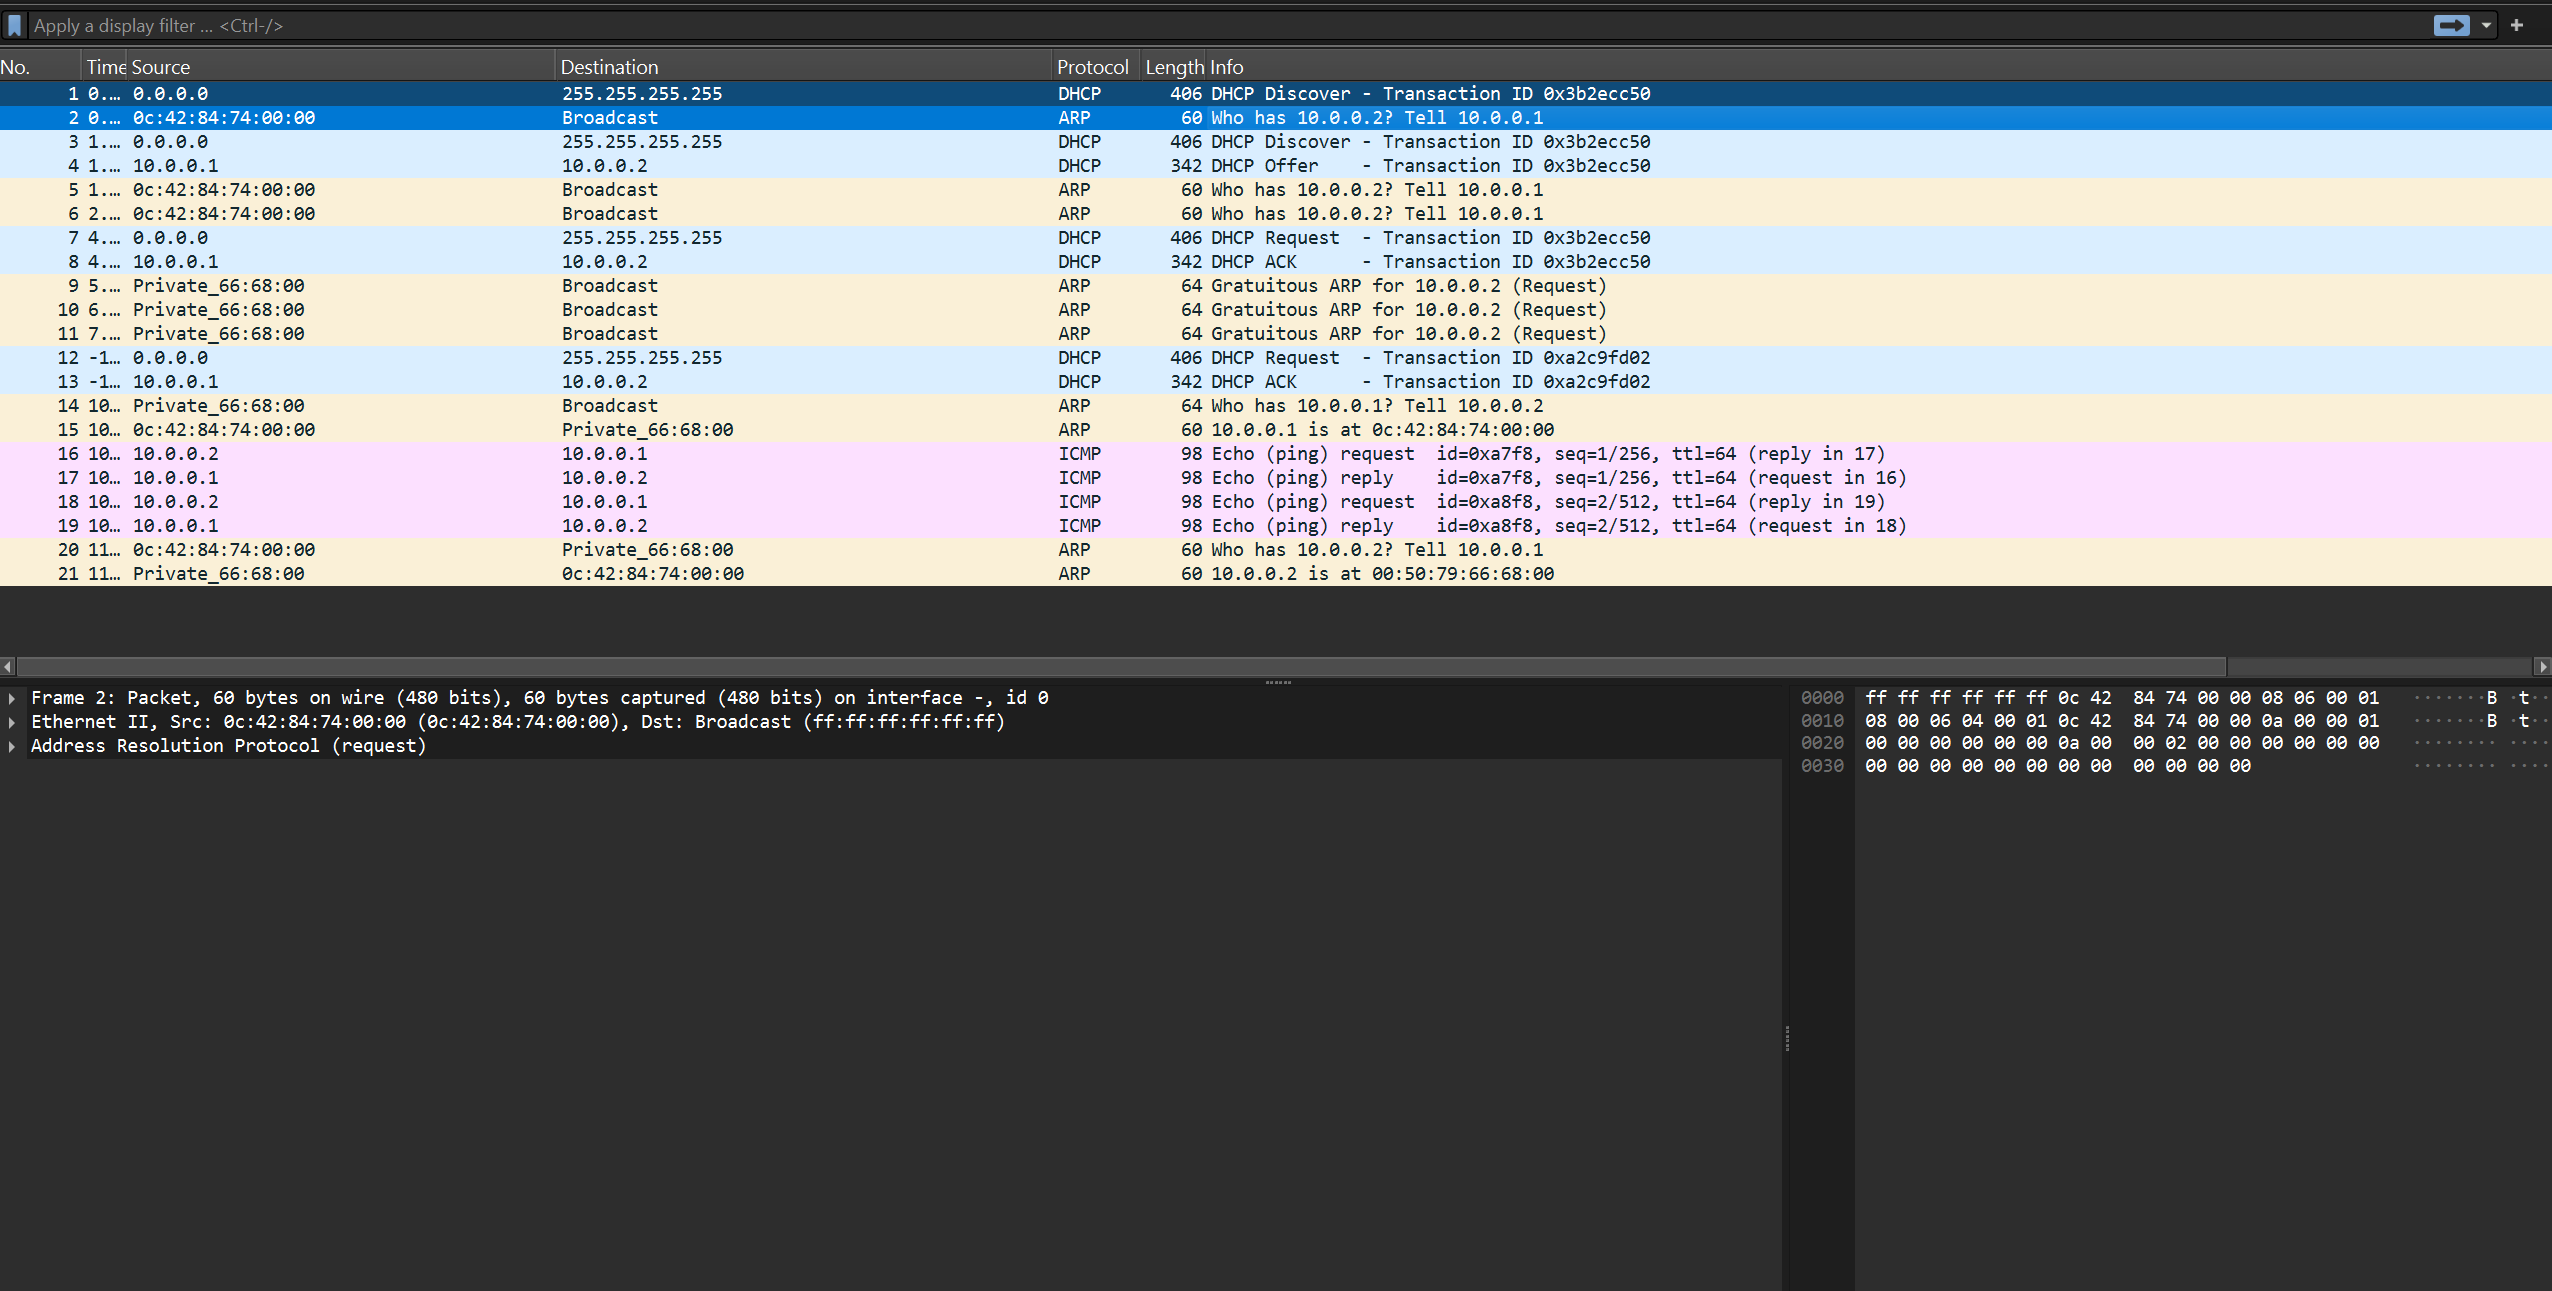 Apply a display filter ... <Ctrl-/>
No. Time Source Destination Protocol Length Info
1 0.… 0.0.0.0 255.255.255.255 DHCP 406 DHCP Discover - Transaction ID 0x3b2ecc50
2 0.… 0c:42:84:74:00:00 Broadcast ARP 60 Who has 10.0.0.2? Tell 10.0.0.1
3 1.… 0.0.0.0 255.255.255.255 DHCP 406 DHCP Discover - Transaction ID 0x3b2ecc50
4 1.… 10.0.0.1 10.0.0.2 DHCP 342 DHCP Offer - Transaction ID 0x3b2ecc50
5 1.… 0c:42:84:74:00:00 Broadcast ARP 60 Who has 10.0.0.2? Tell 10.0.0.1
6 2.… 0c:42:84:74:00:00 Broadcast ARP 60 Who has 10.0.0.2? Tell 10.0.0.1
7 4.… 0.0.0.0 255.255.255.255 DHCP 406 DHCP Request - Transaction ID 0x3b2ecc50
8 4.… 10.0.0.1 10.0.0.2 DHCP 342 DHCP ACK - Transaction ID 0x3b2ecc50
9 5.… Private_66:68:00 Broadcast ARP 64 Gratuitous ARP for 10.0.0.2 (Request)
10 6.… Private_66:68:00 Broadcast ARP 64 Gratuitous ARP for 10.0.0.2 (Request)
11 7.… Private_66:68:00 Broadcast ARP 64 Gratuitous ARP for 10.0.0.2 (Request)
12 -1… 0.0.0.0 255.255.255.255 DHCP 406 DHCP Request - Transaction ID 0xa2c9fd02
13 -1… 10.0.0.1 10.0.0.2 DHCP 342 DHCP ACK - Transaction ID 0xa2c9fd02
14 10… Private_66:68:00 Broadcast ARP 64 Who has 10.0.0.1? Tell 10.0.0.2
15 10… 0c:42:84:74:00:00 Private_66:68:00 ARP 60 10.0.0.1 is at 0c:42:84:74:00:00
16 10… 10.0.0.2 10.0.0.1 ICMP 98 Echo (ping) request id=0xa7f8, seq=1/256, ttl=64 (reply in 17)
17 10… 10.0.0.1 10.0.0.2 ICMP 98 Echo (ping) reply id=0xa7f8, seq=1/256, ttl=64 (request in 16)
18 10… 10.0.0.2 10.0.0.1 ICMP 98 Echo (ping) request id=0xa8f8, seq=2/512, ttl=64 (reply in 19)
19 10… 10.0.0.1 10.0.0.2 ICMP 98 Echo (ping) reply id=0xa8f8, seq=2/512, ttl=64 (request in 18)
20 11… 0c:42:84:74:00:00 Private_66:68:00 ARP 60 Who has 10.0.0.2? Tell 10.0.0.1
21 11… Private_66:68:00 0c:42:84:74:00:00 ARP 60 10.0.0.2 is at 00:50:79:66:68:00
Frame 2: Packet, 60 bytes on wire (480 bits), 60 bytes captured (480 bits) on interface -, id 0
Ethernet II, Src: 0c:42:84:74:00:00 (0c:42:84:74:00:00), Dst: Broadcast (ff:ff:ff:ff:ff:ff)
Address Resolution Protocol (request)
0000 ff ff ff ff ff ff 0c 42 84 74 00 00 08 06 00 01 ·······B ·t··
0010 08 00 06 04 00 01 0c 42 84 74 00 00 0a 00 00 01 ·······B ·t··
0020 00 00 00 00 00 00 0a 00 00 02 00 00 00 00 00 00 ········ ····
0030 00 00 00 00 00 00 00 00 00 00 00 00 ········ ····